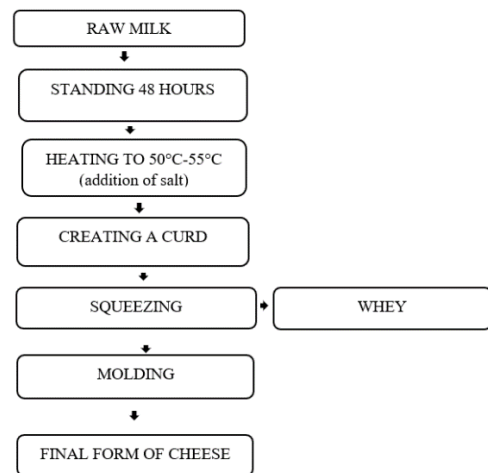 RAW MILK
STANDING 48 HOURS
HEATING TO 50°C-55°C
(addition of salt)
CREATING A CURD
SQUEEZING
WHEY
MOLDING
FINAL FORM OF CHEESE